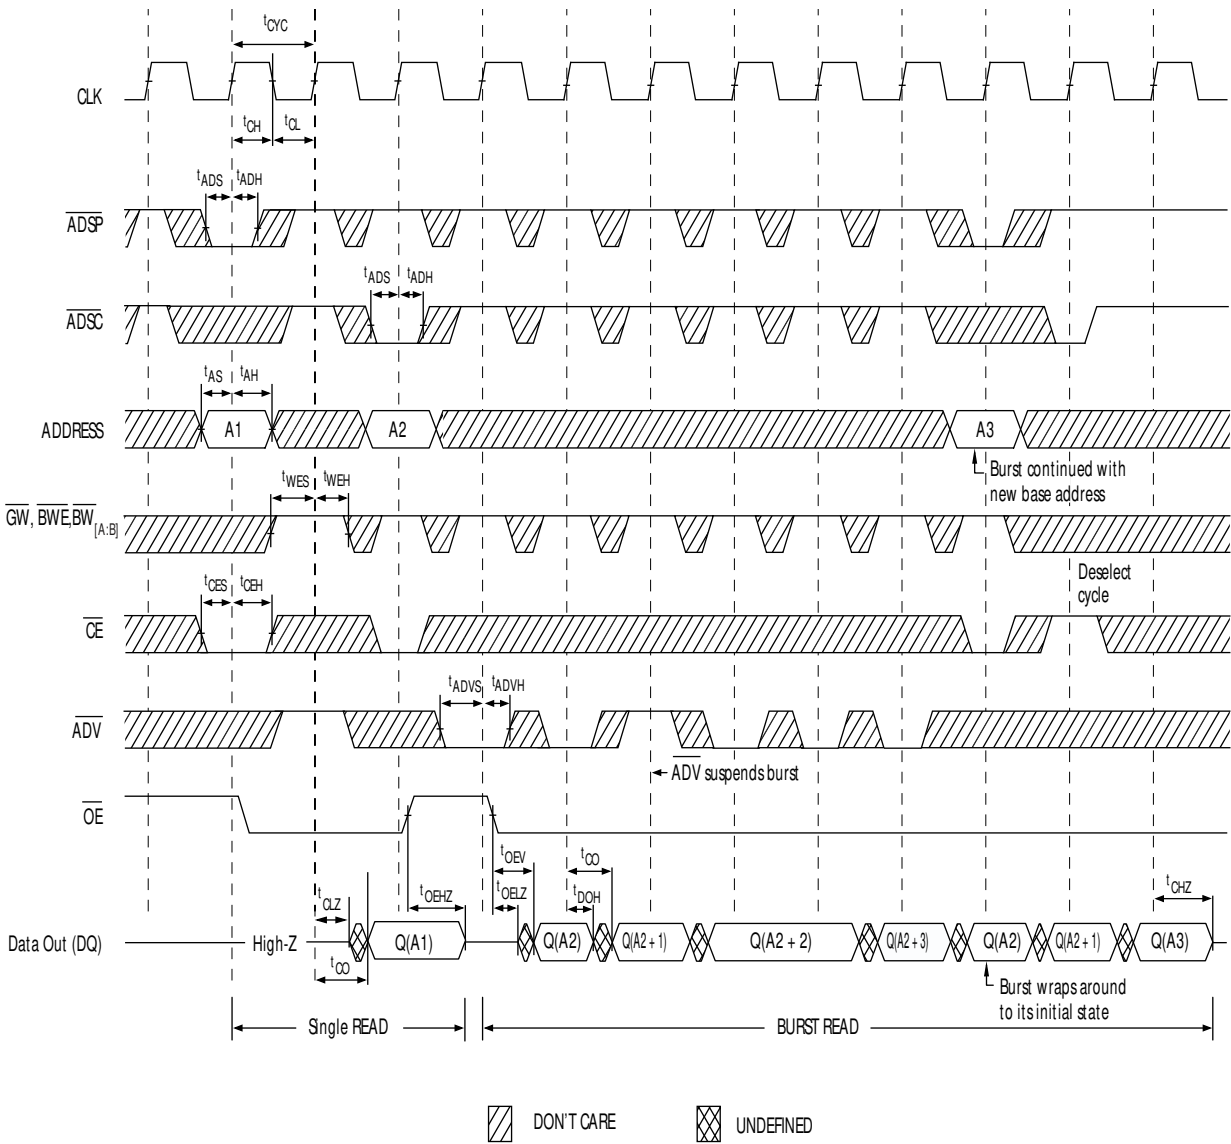 tCYC
CLK
tCH
tCL
tADS
tADH
ADSP
tADS
tADH
ADSC
tAS
tAH
ADDRESS
A1
A2
A3
Burst continued with
new base address
tWES
tWEH
GW, BWE,BW[A:B]
Deselect
cycle
tCES
tCEH
CE
tADVS
tADVH
ADV
ADV suspends burst
OE
tOEV
tCO
tCLZ
tOEHZ
tOELZ
tDOH
tCHZ
Data Out (DQ)
High-Z
Q(A1)
Q(A2)
Q(A2 + 1)
Q(A2 + 2)
Q(A2 + 3)
Q(A2)
Q(A2 + 1)
Q(A3)
tCO
Burst wraps around
to its initial state
Single READ
BURST READ
DON'T CARE
UNDEFINED